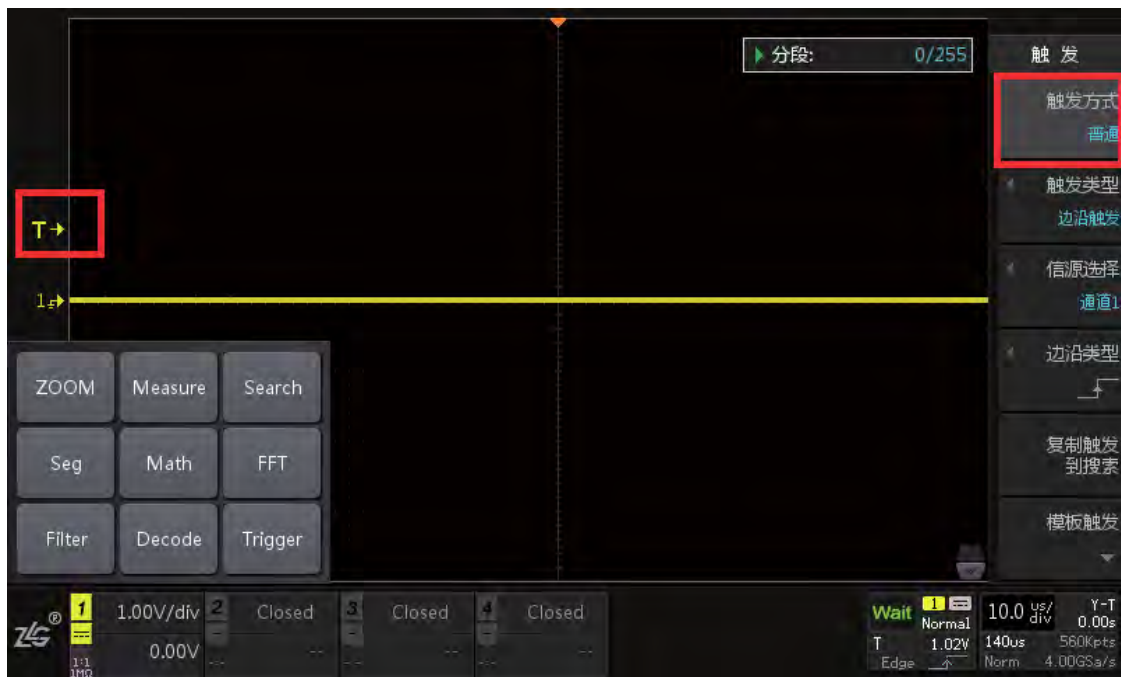 分段: 0/255
触 发
触发方式
普通
触发类型
边沿触发
T
信源选择
通道1
1
边沿类型
复制触发
到搜索
模板触发
ZOOM Measure Search
Seg Math FFT
Filter Decode Trigger
ZLG®
1 1.00V/div
0.00V
1:1
1MΩ
2 Closed
--
--
3 Closed
--
--
4 Closed
--
--
Wait 1 Normal
T 1.02V
Edge
10.0 us/div Y-T
0.00s
140us 560Kpts
Norm 4.00GSa/s